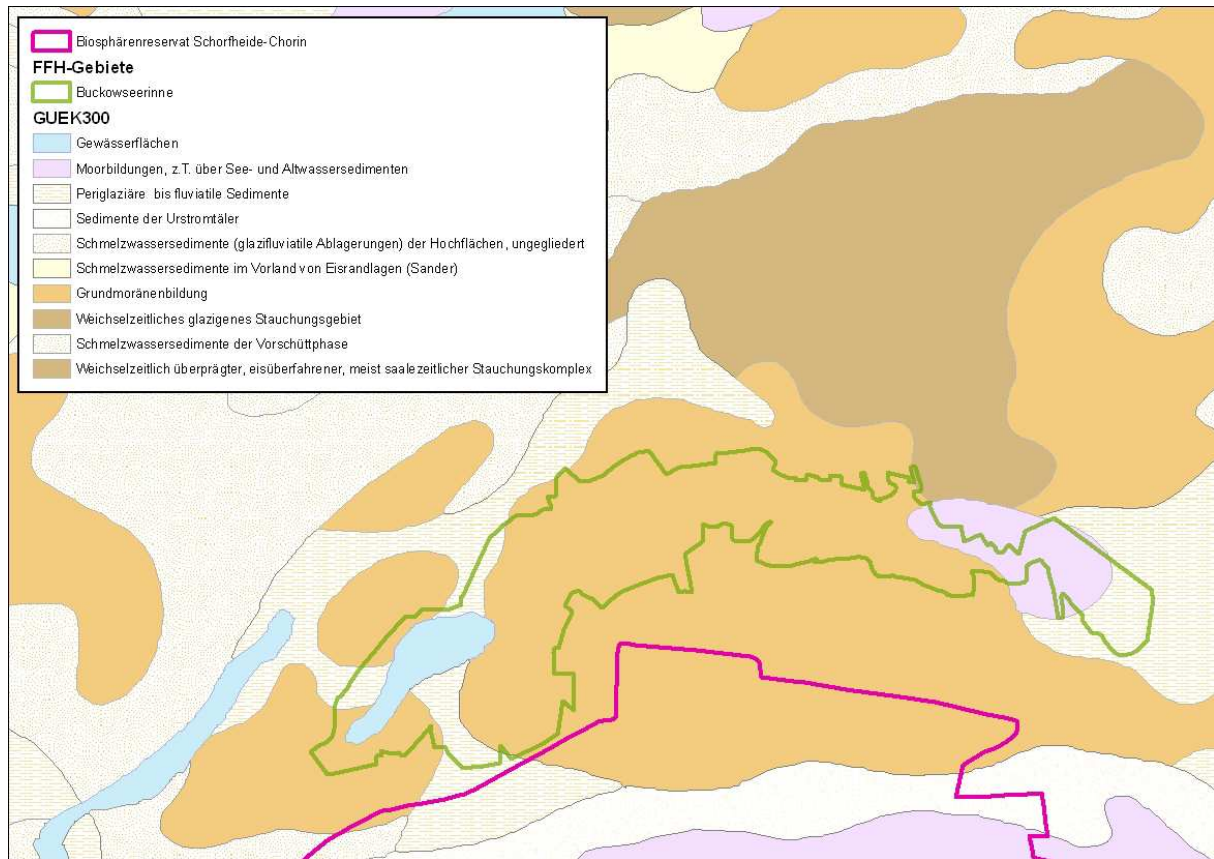 Biosphärenreservat Schorfheide-Chorin
FFH-Gebiete
Buckowseerinne
GUEK300
Gewässerflächen
Moorbildungen, z.T. über See- und Altwassersedimenten
Periglaziäre bis fluviatile Sedimente
Sedimente der Urstromtäler
Schmelzwassersedimente (glazifluviatile Ablagerungen) der Hochflächen, ungegliedert
Schmelzwassersedimente im Vorland von Eisrandlagen (Sander)
Grundmoränenbildung
Weichselzeitliches glazigenes Stauchungsgebiet
Schmelzwassersedimente der Vorschüttphase
Weichselzeitlich überprägter, eisüberfahrener, meist saalezeitlicher Stauchungskomplex